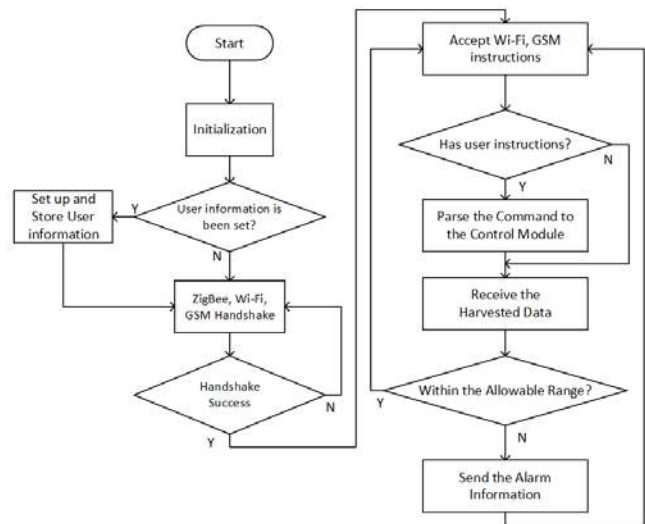 Start
Initialization
User information is
been set?
Y
N
Set up and
Store User
information
ZigBee, Wi-Fi,
GSM Handshake
Handshake
Success
N
Y
Accept Wi-Fi, GSM
instructions
Has user instructions?
N
Y
Parse the Command to
the Control Module
Receive the
Harvested Data
Within the Allowable Range?
Y
N
Send the Alarm
Information